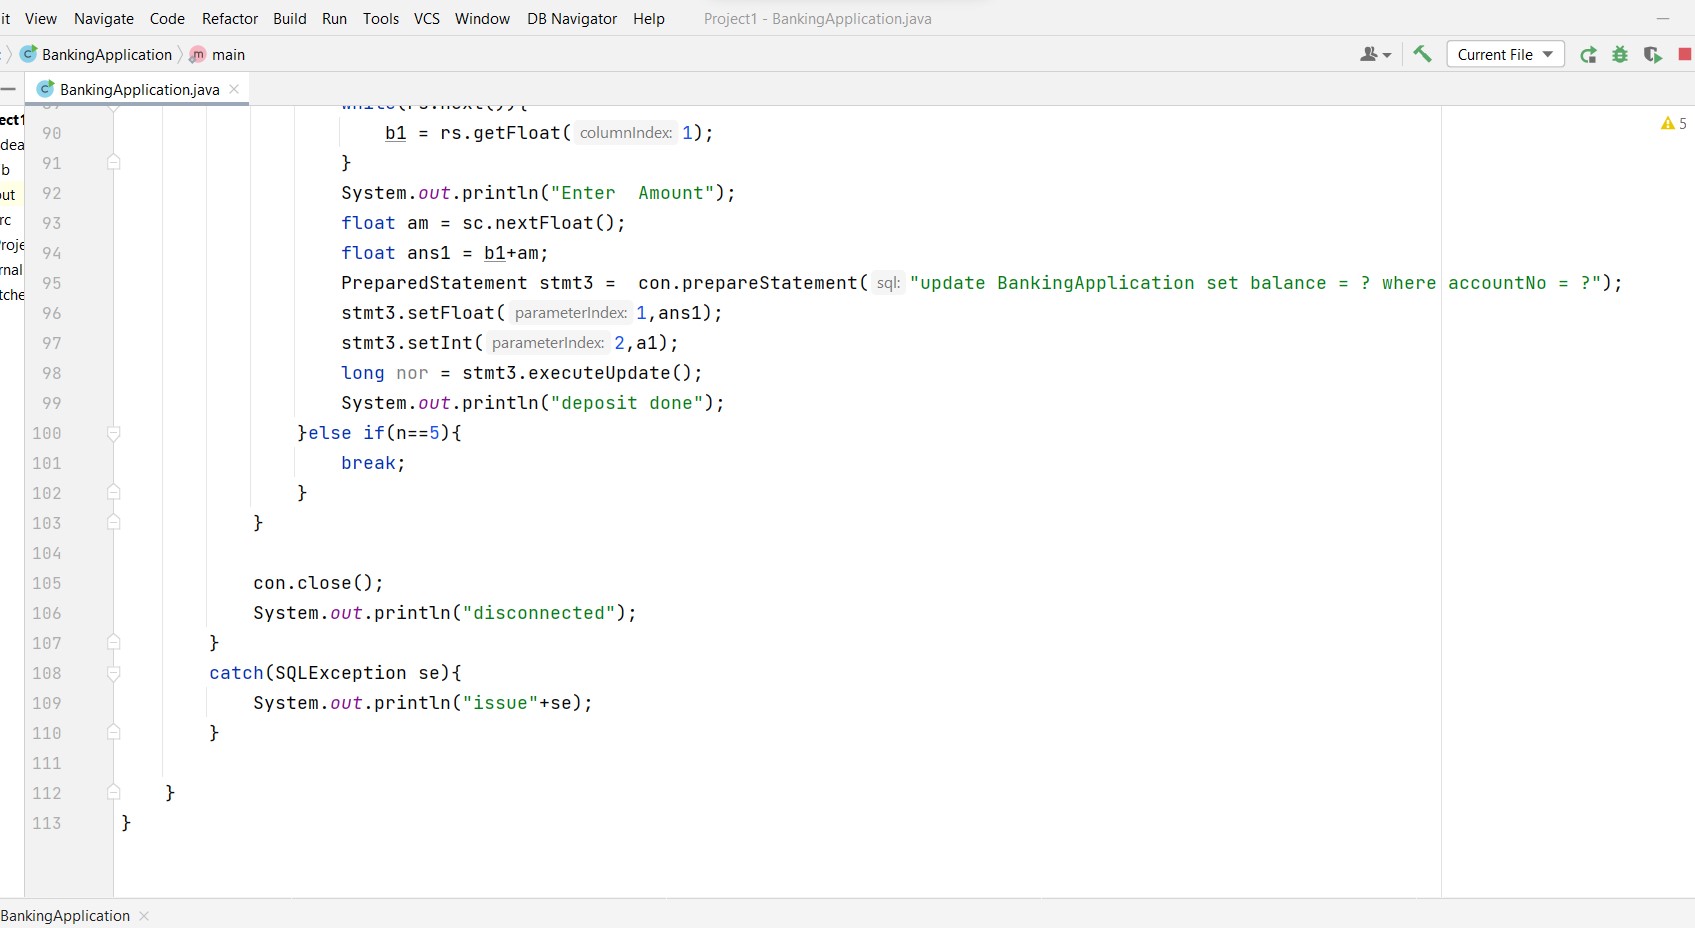 it View Navigate Code Refactor Build Run Tools VCS Window DB Navigator Help Project1 - BankingApplication.java
BankingApplication main Current File
BankingApplication.java
ect1
dea
b
out
rc
Proje
rnal
tche
5
while(rs.next()){
90 b1 = rs.getFloat( columnIndex: 1);
91 }
92 System.out.println("Enter  Amount");
93 float am = sc.nextFloat();
94 float ans1 = b1+am;
95 PreparedStatement stmt3 =  con.prepareStatement( sql: "update BankingApplication set balance = ? where accountNo = ?");
96 stmt3.setFloat( parameterIndex: 1,ans1);
97 stmt3.setInt( parameterIndex: 2,a1);
98 long nor = stmt3.executeUpdate();
99 System.out.println("deposit done");
100 }else if(n==5){
101 break;
102 }
103 }
104
105 con.close();
106 System.out.println("disconnected");
107 }
108 catch(SQLException se){
109 System.out.println("issue"+se);
110 }
111
112 }
113 }
BankingApplication